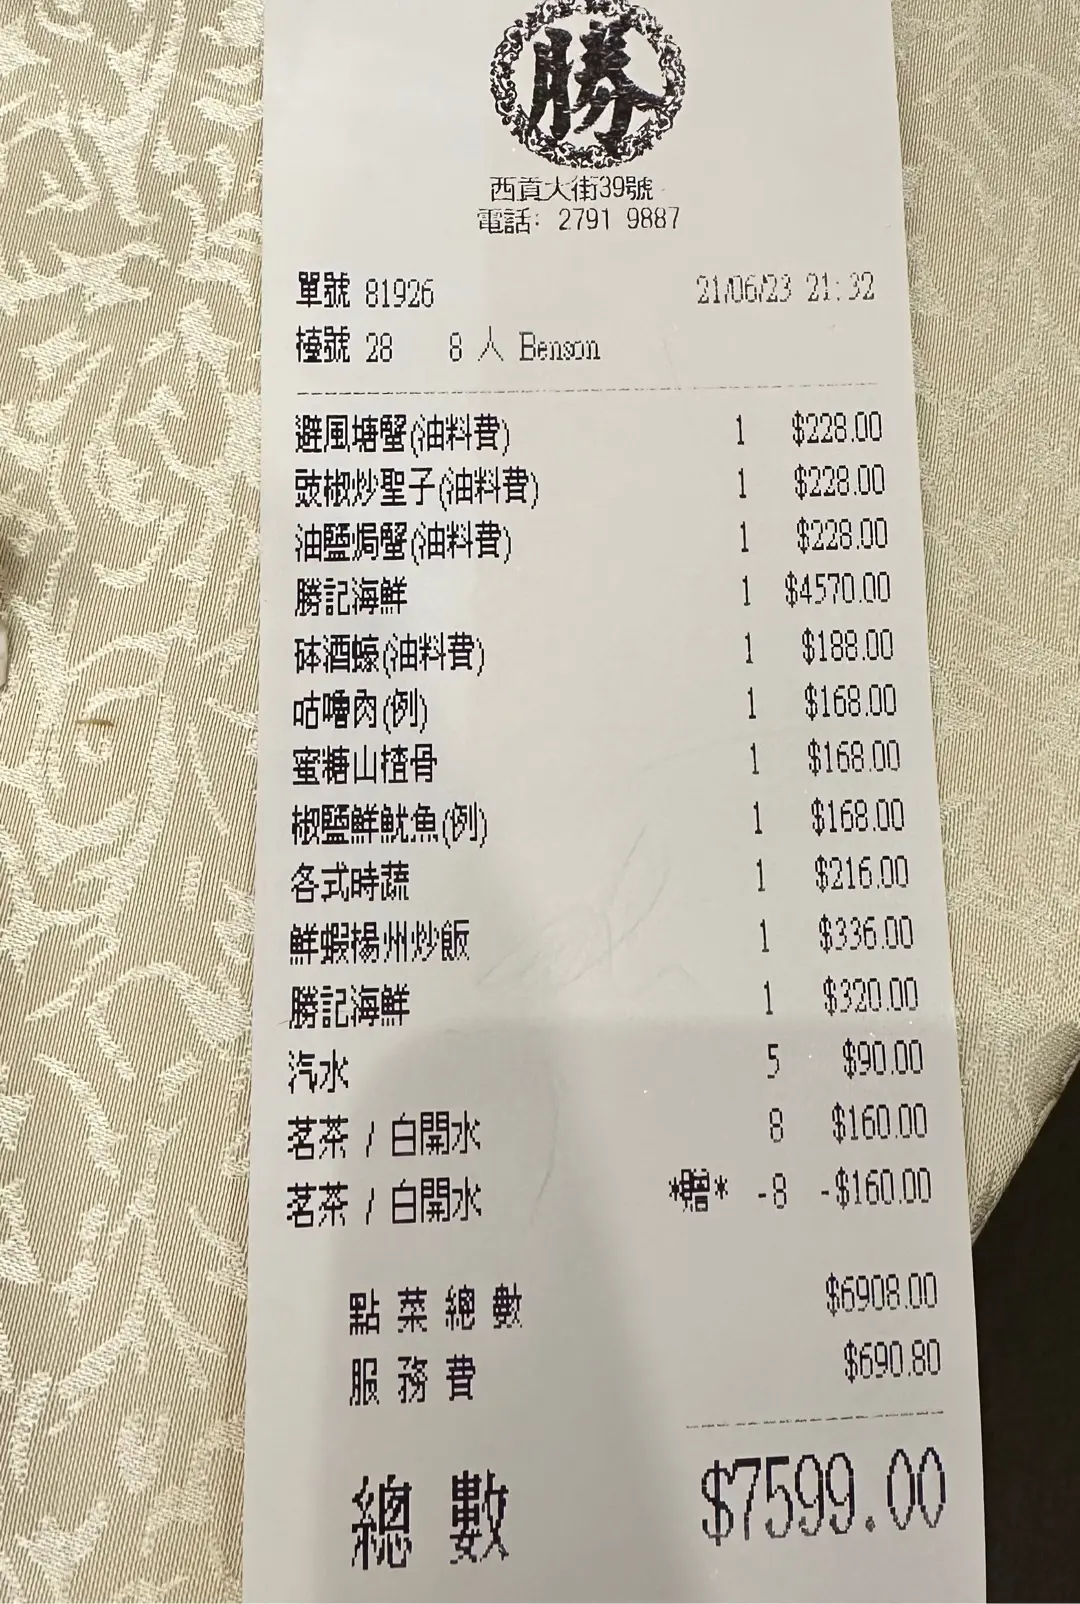 勝
西貢大街39號
電話: 2791 9887
單號 81926 21/06/23 21:32
檯號 28 8 人 Benson
避風塘蟹(油料費) 1 $228.00
豉椒炒聖子(油料費) 1 $228.00
油鹽焗蟹(油料費) 1 $228.00
勝記海鮮 1 $4570.00
砵酒蠔(油料費) 1 $188.00
咕嚕肉(例) 1 $168.00
蜜糖山楂骨 1 $168.00
椒鹽鮮魷魚(例) 1 $168.00
各式時蔬 1 $216.00
鮮蝦楊州炒飯 1 $336.00
勝記海鮮 1 $320.00
汽水 5 $90.00
茗茶 / 白開水 8 $160.00
茗茶 / 白開水 *贈* -8 -$160.00
點菜總數 $6908.00
服務費 $690.80
總數 $7599.00